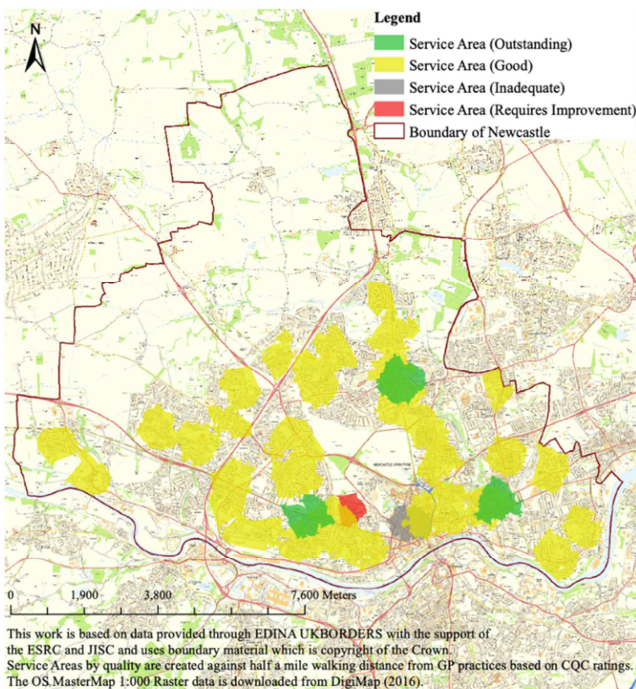 N
Legend
Service Area (Outstanding)
Service Area (Good)
Service Area (Inadequate)
Service Area (Requires Improvement)
Boundary of Newcastle
0 1,900 3,800 7,600 Meters
This work is based on data provided through EDINA UKBORDERS with the support of
the ESRC and JISC and uses boundary material which is copyright of the Crown.
Service Areas by quality are created against half a mile walking distance from GP practices based on CQC ratings.
The OS MasterMap 1:000 Raster data is downloaded from DigiMap (2016).